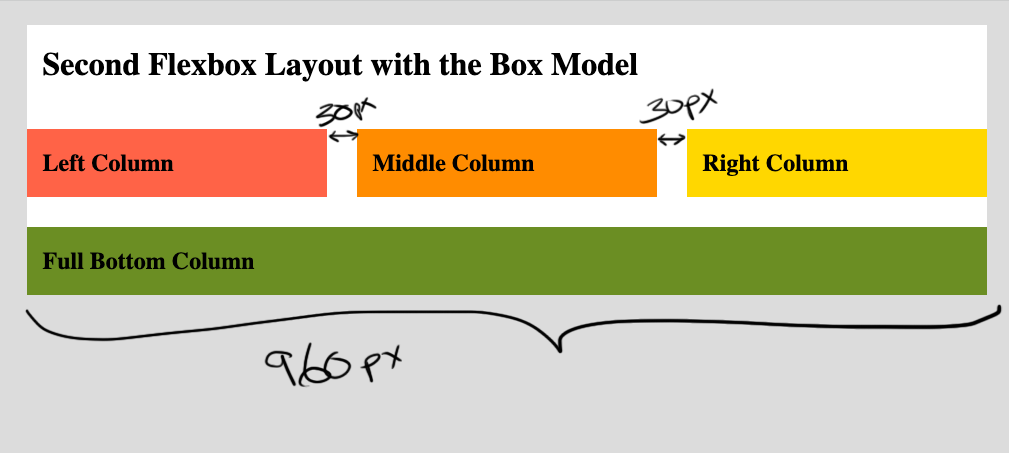 Second Flexbox Layout with the Box Model
30px 30px
Left Column Middle Column Right Column
Full Bottom Column
960px